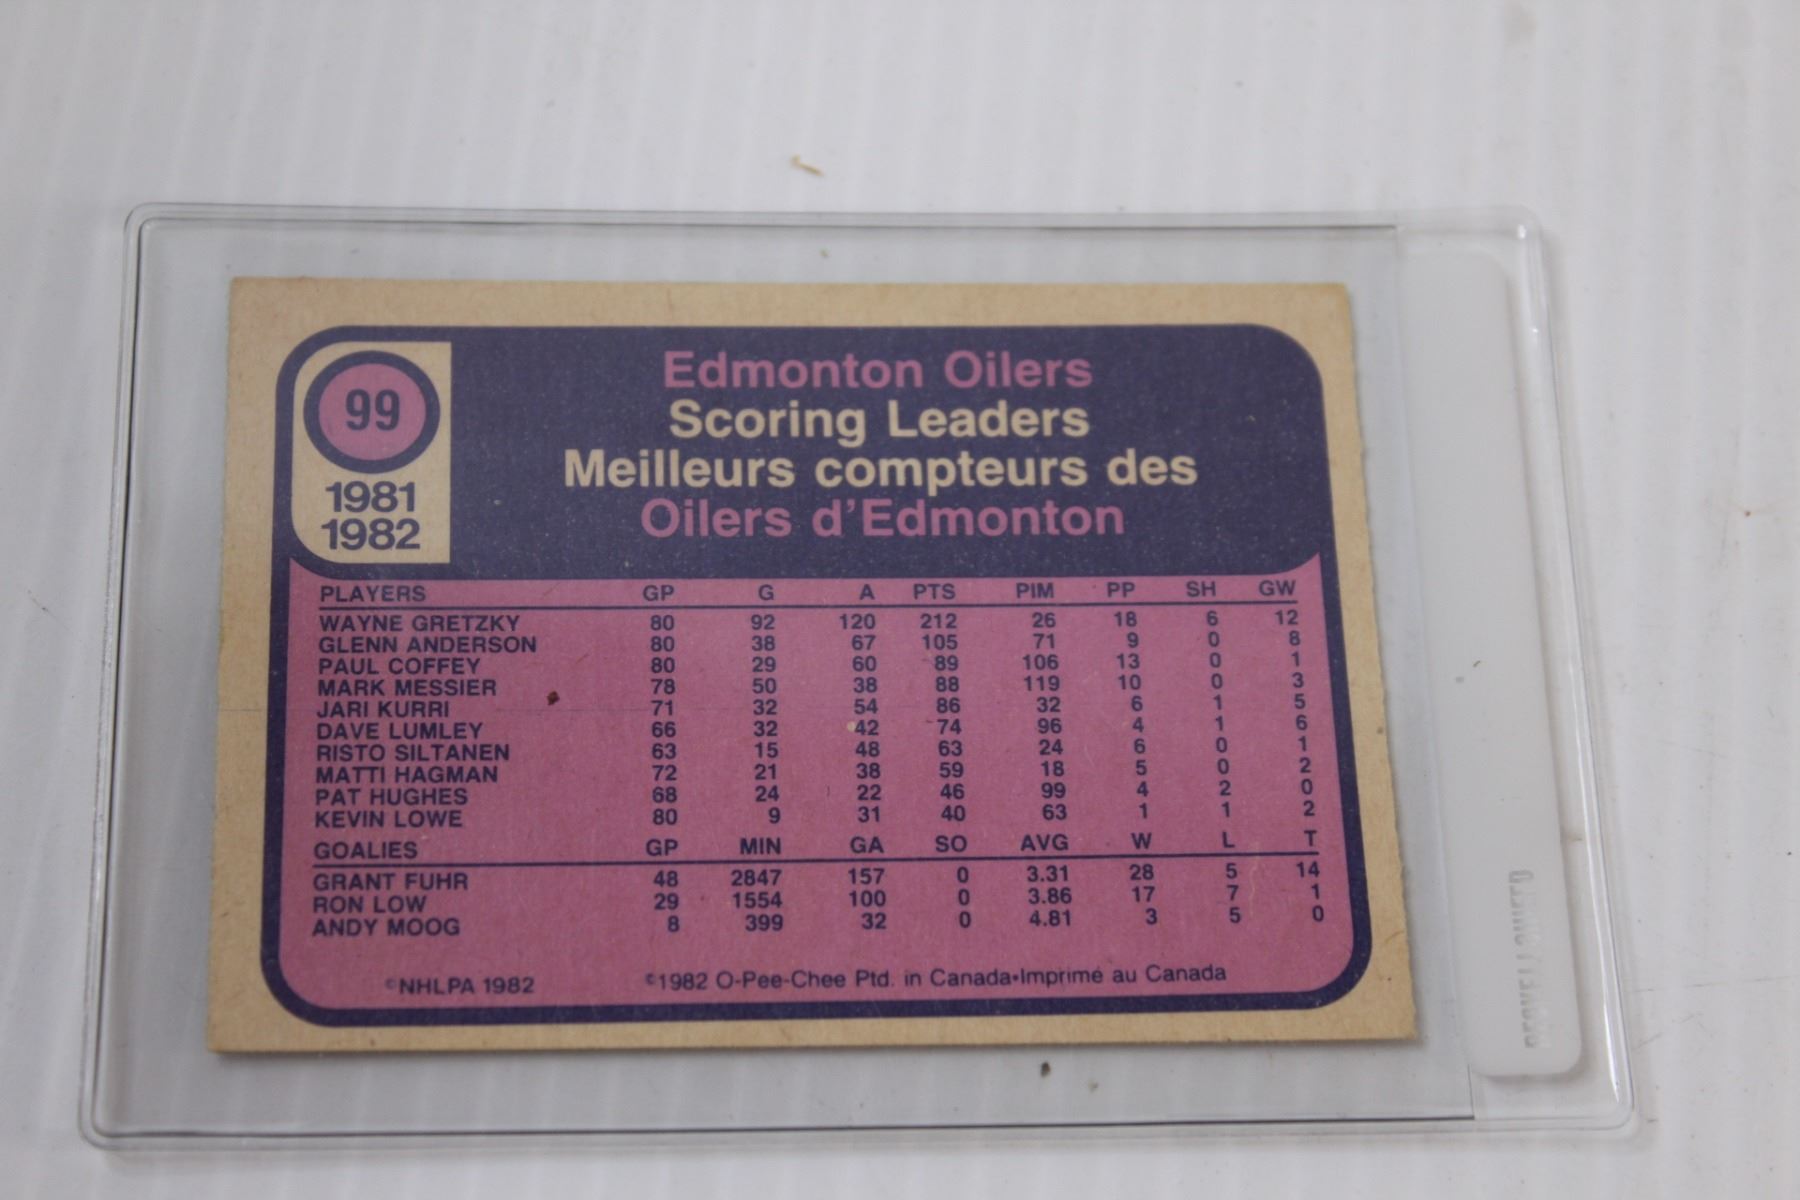 99
1981
1982
Edmonton Oilers
Scoring Leaders
Meilleurs compteurs des
Oilers d'Edmonton
PLAYERS GP G A PTS PIM PP SH GW
WAYNE GRETZKY 80 92 120 212 26 18 6 12
GLENN ANDERSON 80 38 67 105 71 9 0 8
PAUL COFFEY 80 29 60 89 106 13 0 1
MARK MESSIER 78 50 38 88 119 10 0 3
JARI KURRI 71 32 54 86 32 6 1 5
DAVE LUMLEY 66 32 42 74 96 4 1 6
RISTO SILTANEN 63 15 48 63 24 6 0 1
MATTI HAGMAN 72 21 38 59 18 5 0 2
PAT HUGHES 68 24 22 46 99 4 2 0
KEVIN LOWE 80 9 31 40 63 1 1 2
GOALIES GP MIN GA SO AVG W L T
GRANT FUHR 48 2847 157 0 3.31 28 5 14
RON LOW 29 1554 100 0 3.86 17 7 1
ANDY MOOG 8 399 32 0 4.81 3 5 0
©NHLPA 1982 ©1982 O-Pee-Chee Ptd. in Canada•Imprimé au Canada